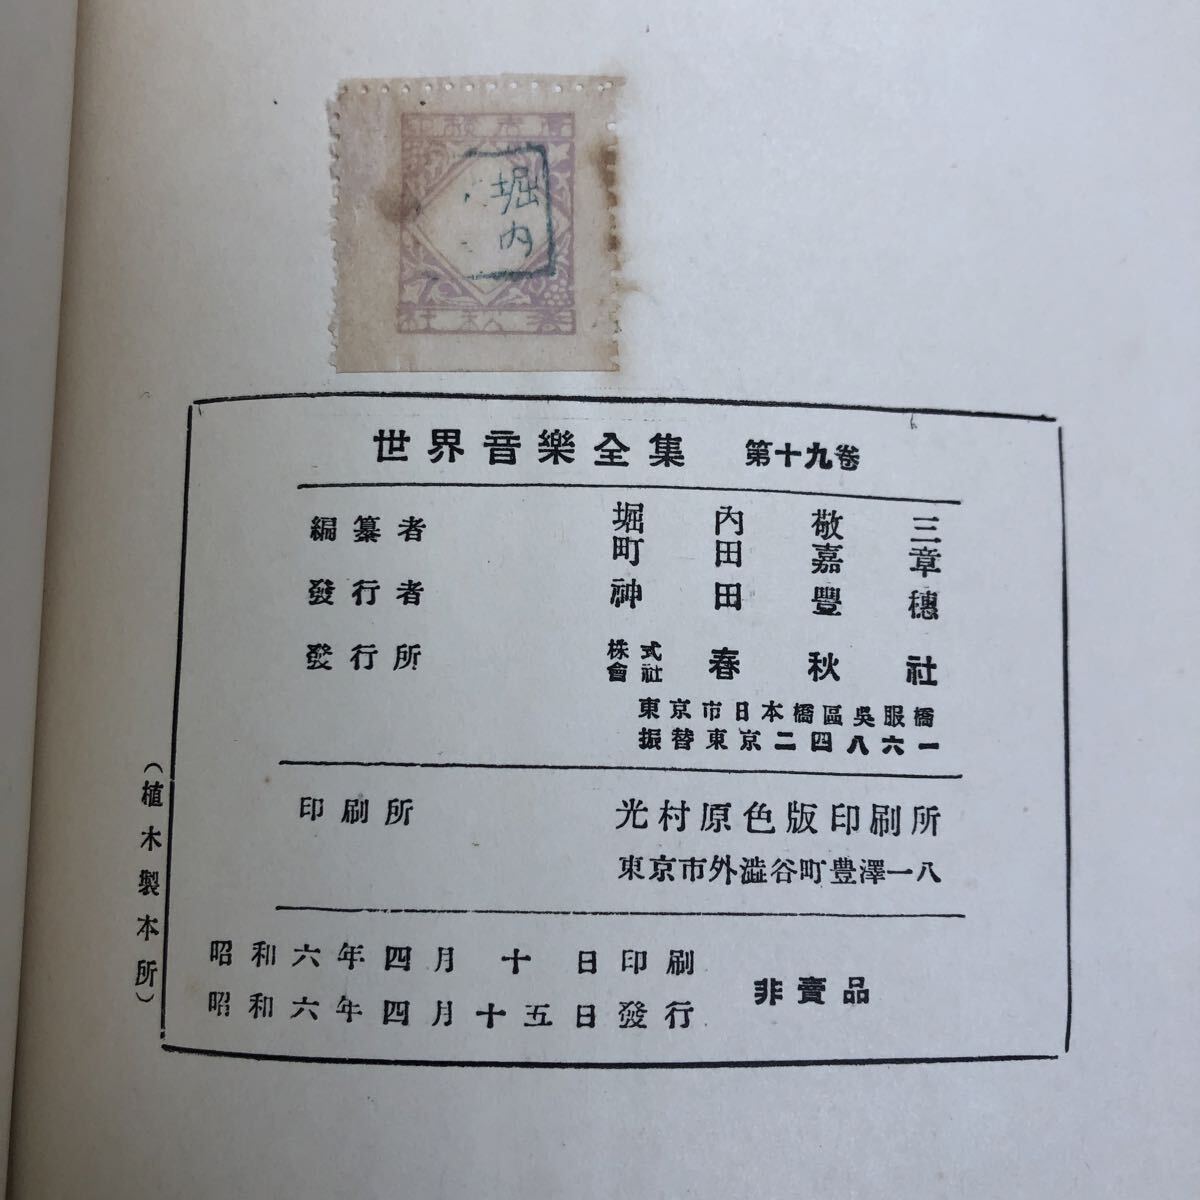 堀内
春秋社
世界音樂全集 第十九卷
編纂者 堀内敬三
町田嘉章
發行者 神田豐穗
發行所 株式會社 春秋社
東京市日本橋區吳服橋
振替東京二四八六一
印刷所 光村原色版印刷所
東京市外澁谷町豊澤一八
昭和六年四月十日印刷
昭和六年四月十五日發行
非賣品
(植木製本所)